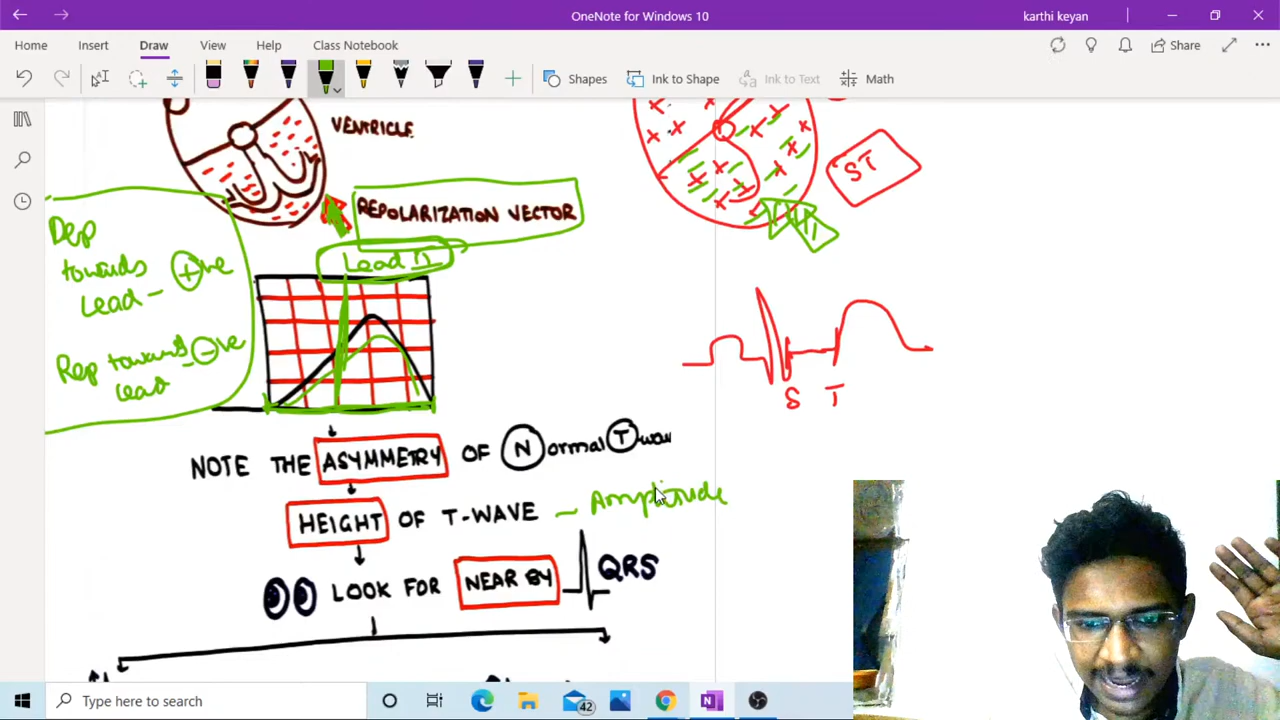 OneNote for Windows 10
karthi keyan
Home Insert Draw View Help Class Notebook
Share
Shapes Ink to Shape Ink to Text Math
VENTRICLE
ST
REPOLARIZATION VECTOR
Lead II
Dep
towards
Lead – +ve
Rep towards -ve
lead
S T
NOTE THE ASYMMETRY OF Normal T wave
HEIGHT OF T-WAVE ~ Amplitude
LOOK FOR NEAR BY QRS
Type here to search
42